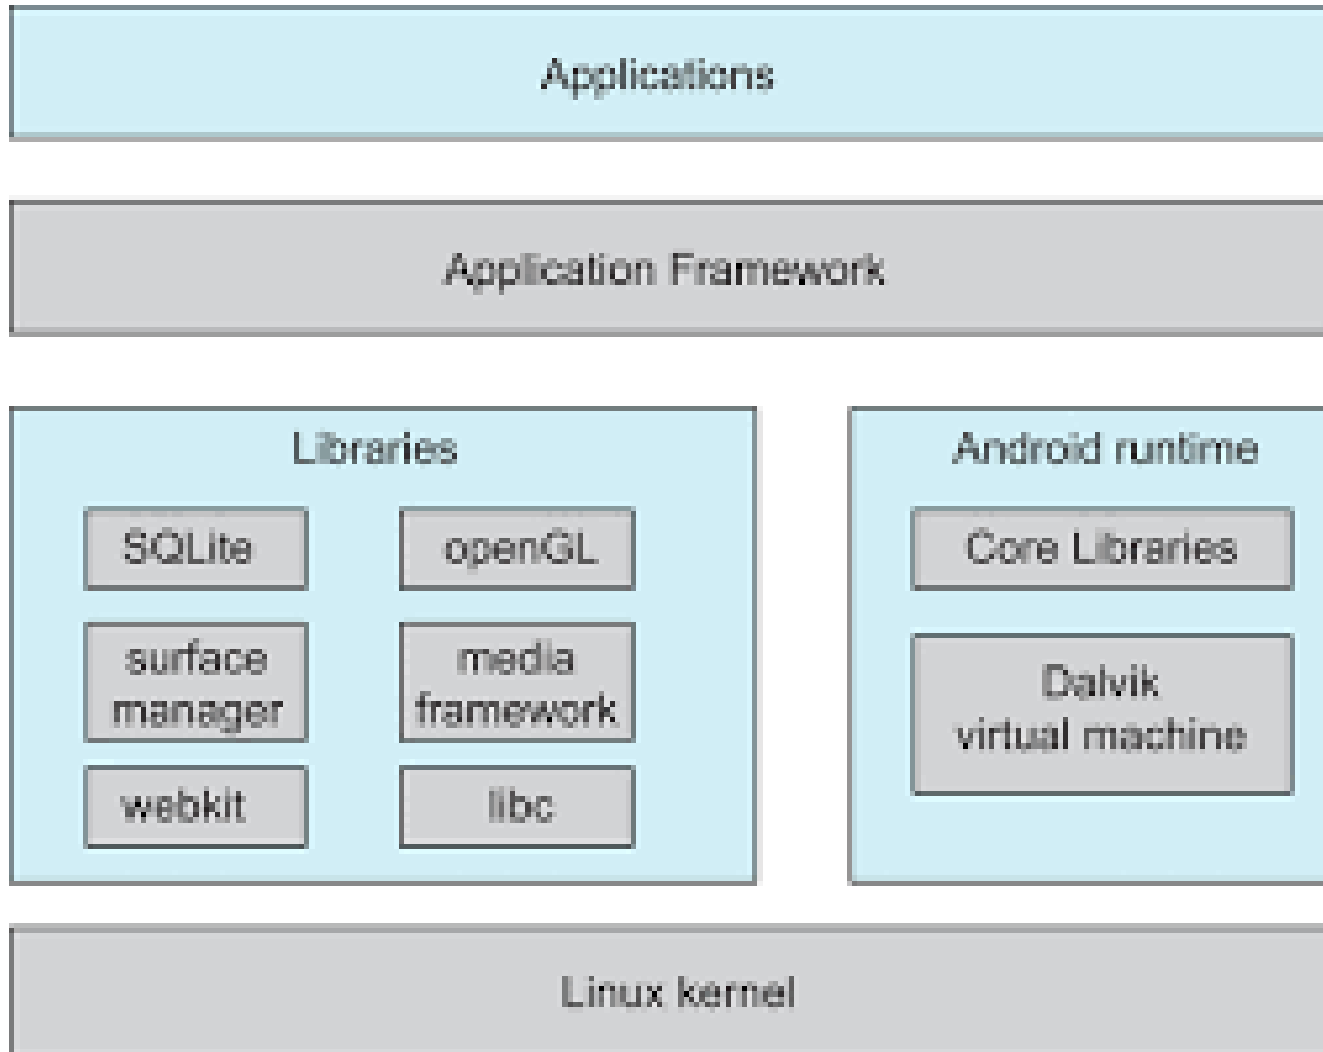 Applications
Application Framework
Libraries
SQLite
openGL
surface
manager
media
framework
webkit
libc
Android runtime
Core Libraries
Dalvik
virtual machine
Linux kernel